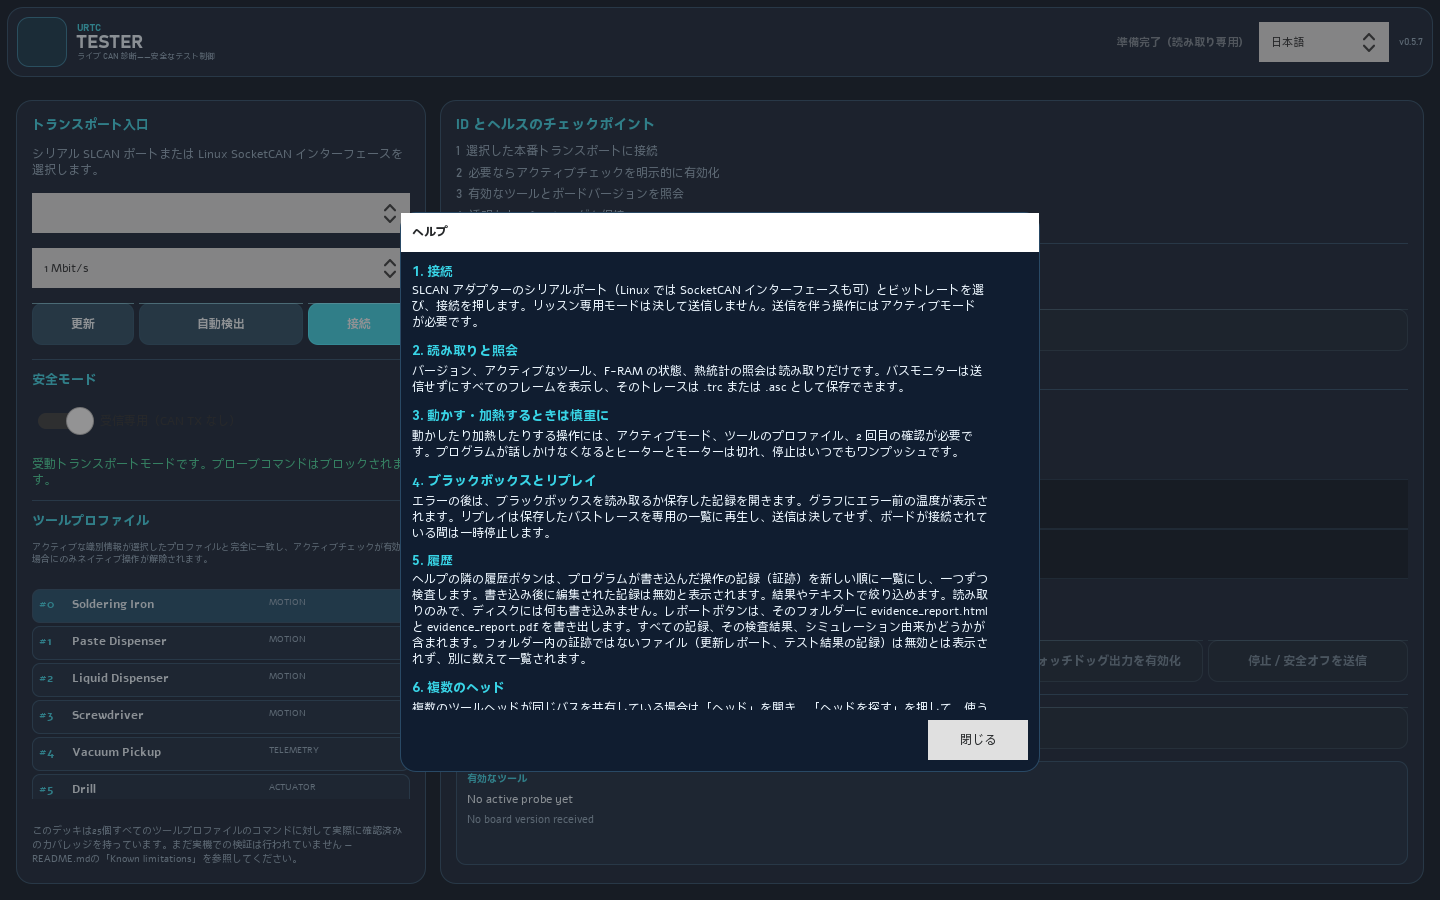 URTC
TESTER
ライブ CAN 診断——安全なテスト制御
準備完了（読み取り専用）
日本語
v0.5.7
トランスポート入口
シリアル SLCAN ポートまたは Linux SocketCAN インターフェースを
選択します。
1 Mbit/s
更新
自動検出
接続
安全モード
受動トランスポートモードです。プローブコマンドはブロックされま
す。
ツールプロファイル
アクティブな識別情報が選択したプロファイルと完全に一致し、アクティブチェックが有効
場合にのみネイティブ操作が解除されます。
#0 Soldering Iron MOTION
#1 Paste Dispenser MOTION
#2 Liquid Dispenser MOTION
#3 Screwdriver MOTION
#4 Vacuum Pickup TELEMETRY
#5 Drill ACTUATOR
このデッキは25個すべてのツールプロファイルのコマンドに対して実際に確認済み
のカバレッジを持っています。まだ実機での検証は行われていません —
README.mdの「Known limitations」を参照してください。
ID とヘルスのチェックポイント
1 選択した本番トランスポートに接続
2 必要ならアクティブチェックを明示的に有効化
3 有効なツールとボードバージョンを照会
ヘルプ
1. 接続
SLCAN アダプターのシリアルポート（Linux では SocketCAN インターフェースも可）とビットレートを選
び、接続を押します。リッスン専用モードは決して送信しません。送信を伴う操作にはアクティブモード
が必要です。
2. 読み取りと照会
バージョン、アクティブなツール、F-RAM の状態、熱統計の照会は読み取りだけです。バスモニターは送
信せずにすべてのフレームを表示し、そのトレースは .trc または .asc として保存できます。
3. 動かす・加熱するときは慎重に
動かしたり加熱したりする操作には、アクティブモード、ツールのプロファイル、2 回目の確認が必要で
す。プログラムが話しかけなくなるとヒーターとモーターは切れ、停止はいつでもワンプッシュです。
4. ブラックボックスとリプレイ
エラーの後は、ブラックボックスを読み取るか保存した記録を開きます。グラフにエラー前の温度が表示さ
れます。リプレイは保存したバストレースを専用の一覧に再生し、送信は決してせず、ボードが接続されて
いる間は一時停止します。
5. 履歴
ヘルプの隣の履歴ボタンは、プログラムが書き込んだ操作の記録（証跡）を新しい順に一覧にし、一つずつ
検査します。書き込み後に編集された記録は無効と表示されます。結果やテキストで絞り込めます。読み取
りのみで、ディスクには何も書き込みません。レポートボタンは、そのフォルダーに evidence_report.html
と evidence_report.pdf を書き出します。すべての記録、その検査結果、シミュレーション由来かどうかが
含まれます。フォルダー内の証跡ではないファイル（更新レポート、テスト結果の記録）は無効とは表示さ
れず、別に数えて一覧されます。
6. 複数のヘッド
複数のツールヘッドが同じバスを共有している場合は「ヘッド」を開き、「ヘッドを探す」を押して、使う
閉じる
ォッチドッグ出力を有効化
停止 / 安全オフを送信
有効なツール
No active probe yet
No board version received